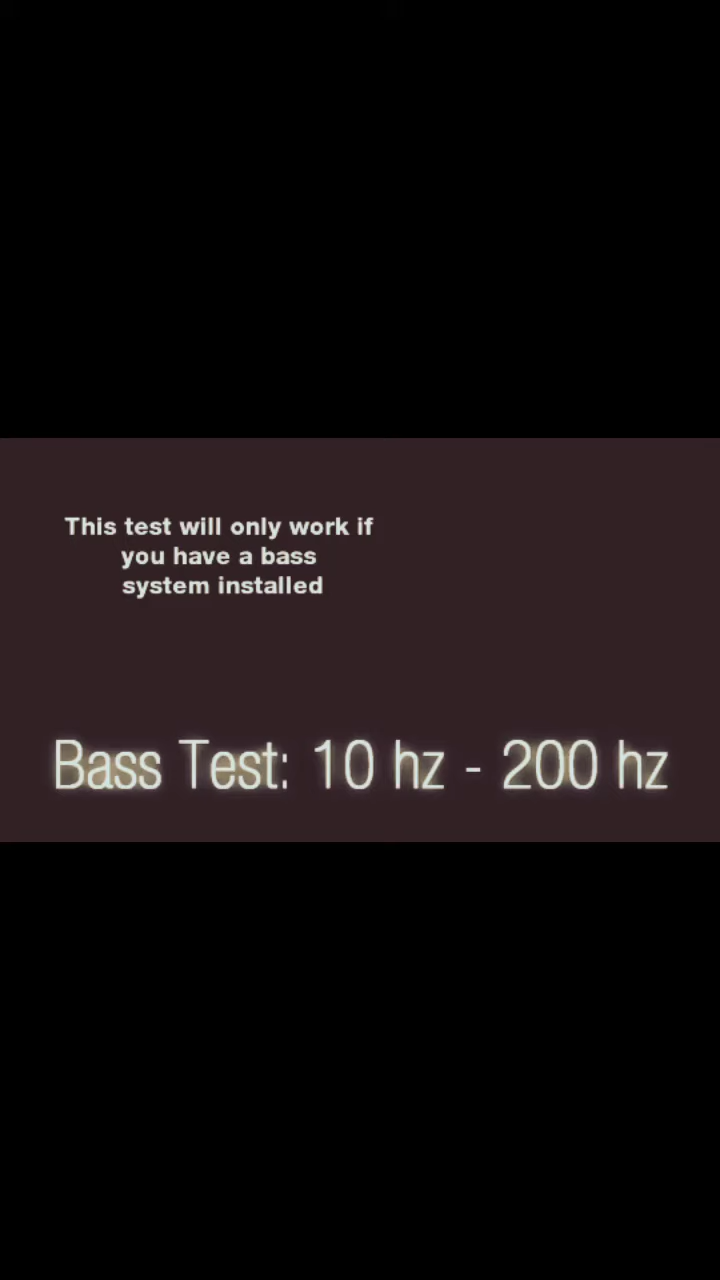 This test will only work if
you have a bass
system installed
Bass Test: 10 hz - 200 hz